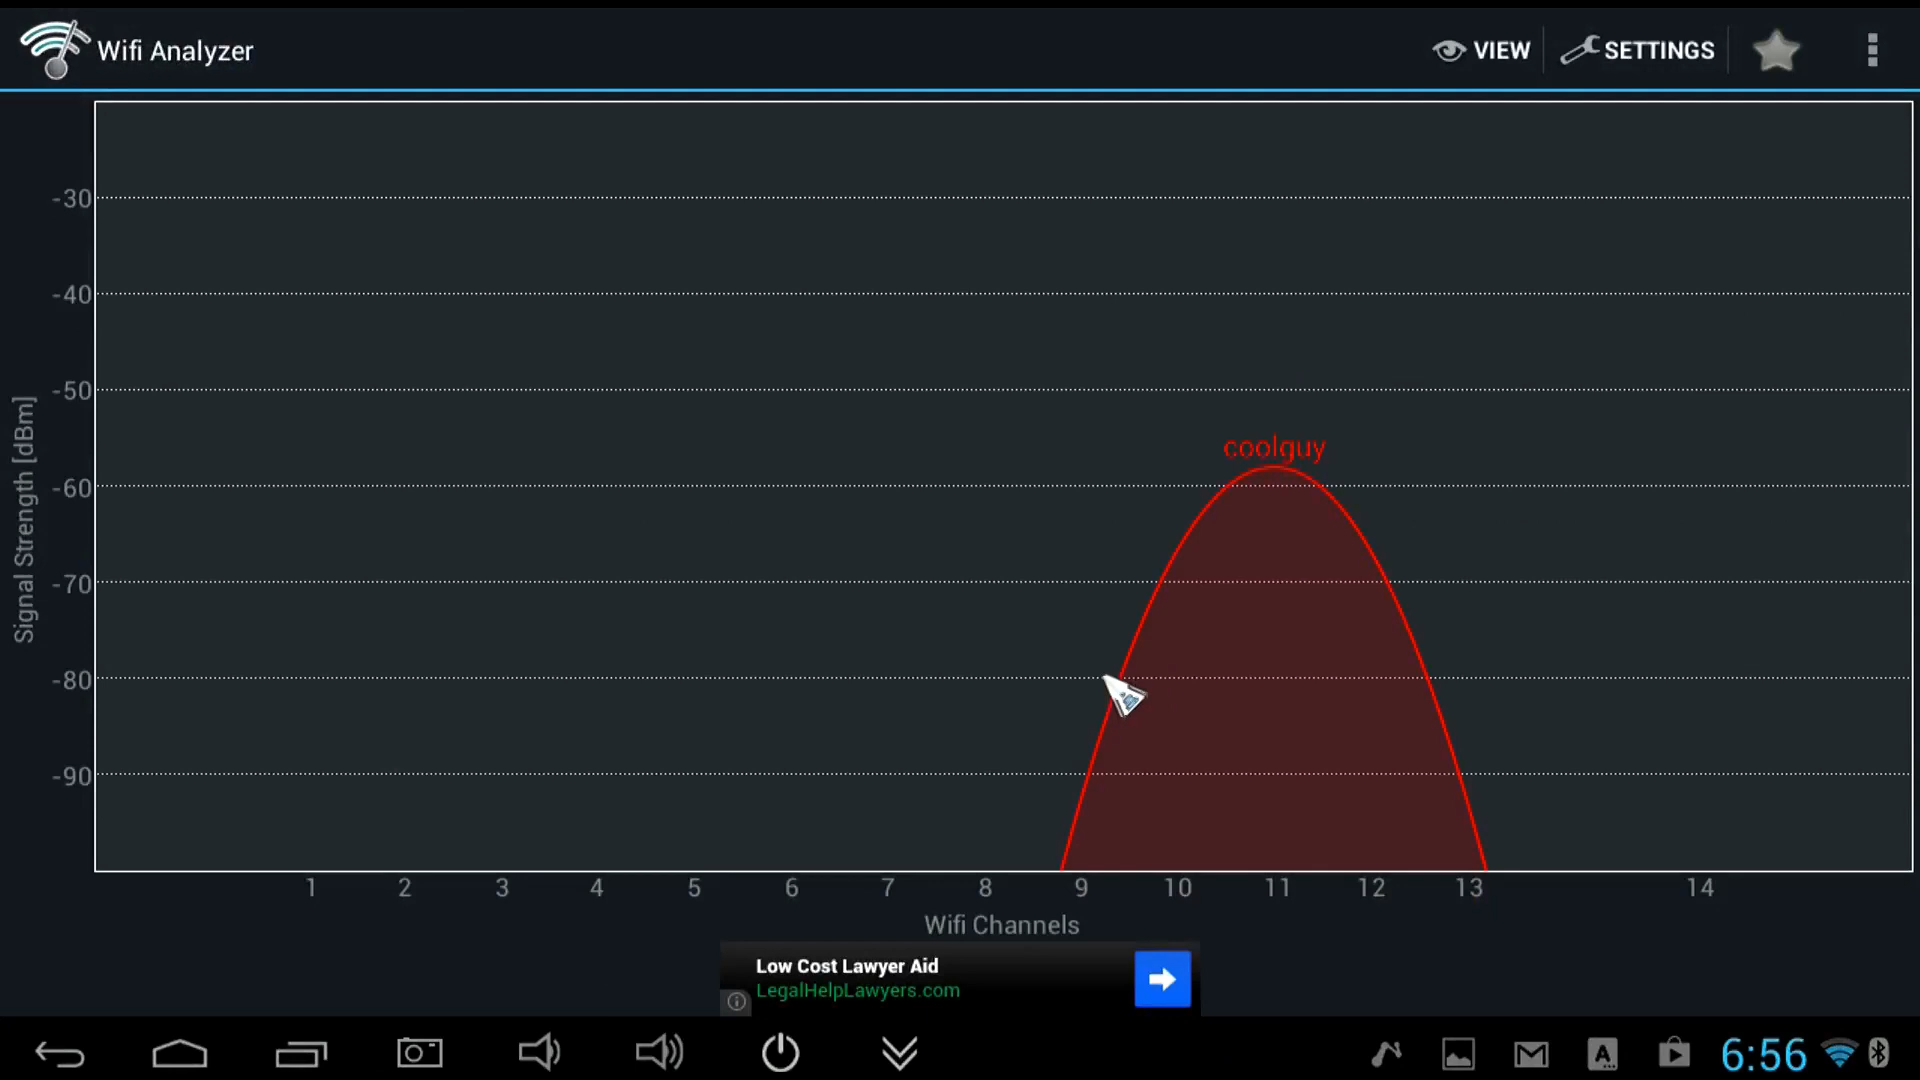 Wifi Analyzer
VIEW
SETTINGS
-30
-40
-50
-60
-70
-80
-90
Signal Strength [dBm]
coolguy
1 2 3 4 5 6 7 8 9 10 11 12 13 14
Wifi Channels
Low Cost Lawyer Aid
LegalHelpLawyers.com
A
6:56